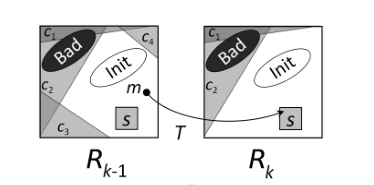 c1 c4 c1
Bad Bad
Init Init
m
c2 c2
s s
c3
T
Rk-1 Rk